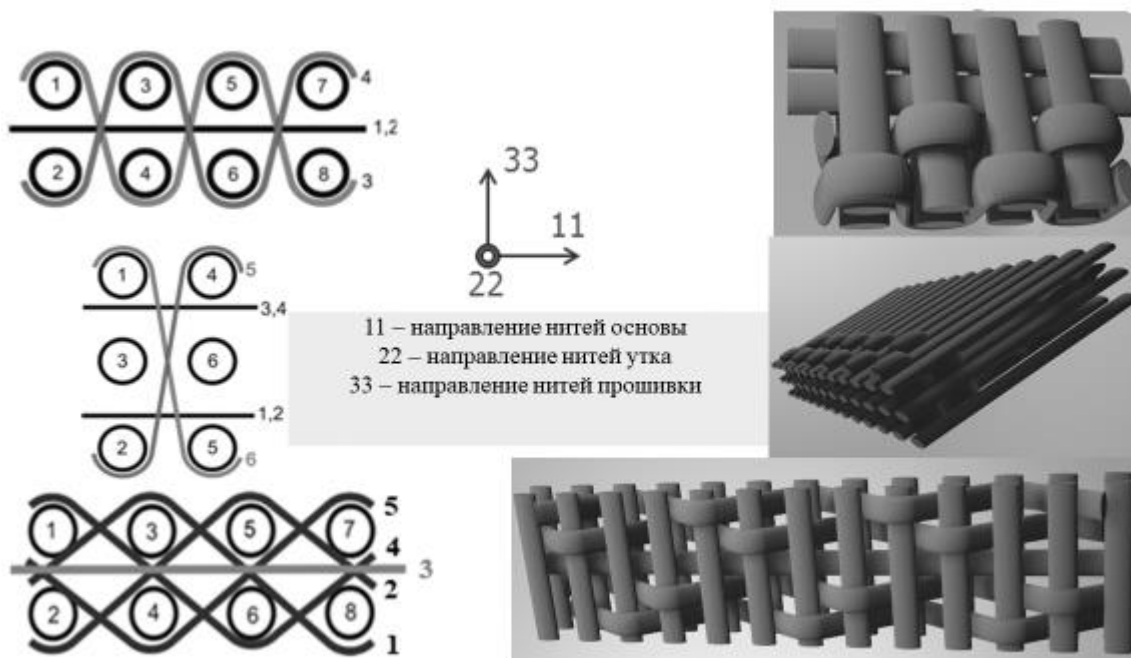 1 3 5 7 4
1,2
2 4 6 8 3
33
11
22
1 4 5
3,4
3 6
1,2
2 5 6
11 – направление нитей основы
22 – направление нитей утка
33 – направление нитей прошивки
5
1 3 5 7
4
3
2
2 4 6 8
1